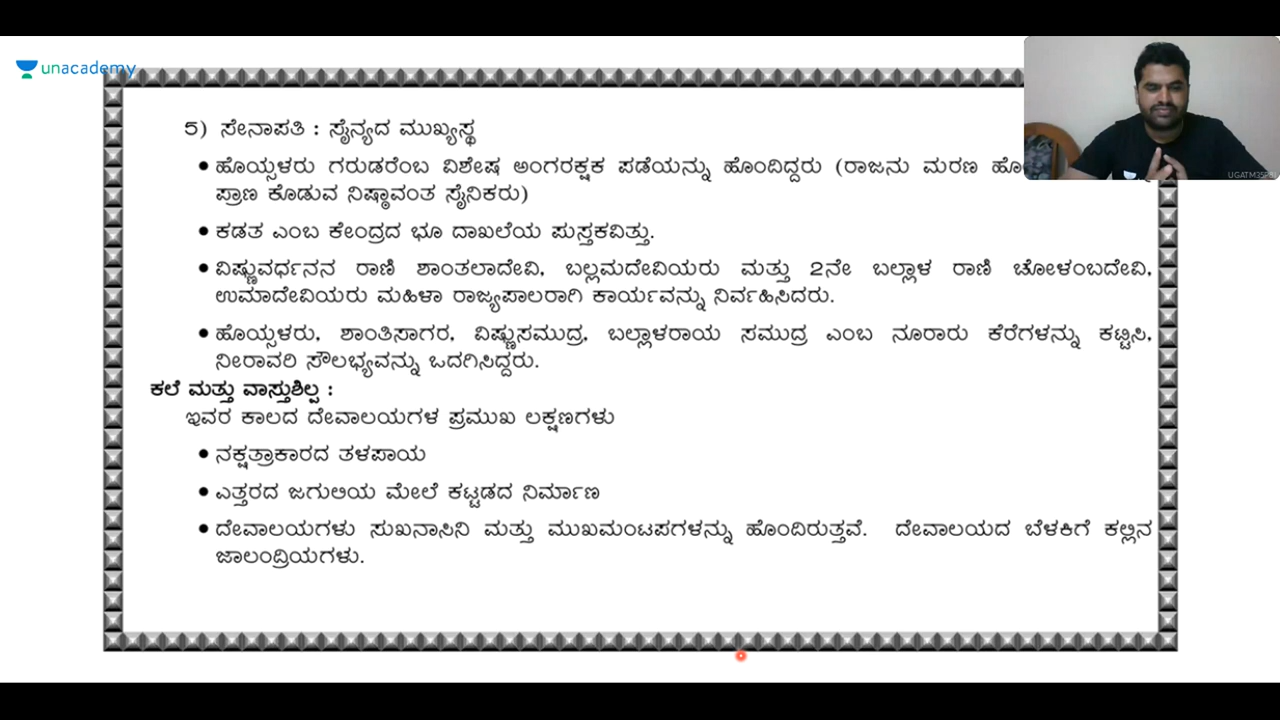 unacademy
5) ಸೇನಾಪತಿ : ಸೈನ್ಯದ ಮುಖ್ಯಸ್ಥ
• ಹೊಯ್ಸಳರು ಗರುಡರೆಂಬ ವಿಶೇಷ ಅಂಗರಕ್ಷಕ ಪಡೆಯನ್ನು ಹೊಂದಿದ್ದರು (ರಾಜನು ಮರಣ
ಪ್ರಾಣ ಕೊಡುವ ನಿಷ್ಠಾವಂತ ಸೈನಿಕರು)
• ಕಡತ ಎಂಬ ಕೇಂದ್ರದ ಭೂ ದಾಖಲೆಯ ಪುಸ್ತಕವಿತ್ತು.
• ವಿಷ್ಣುವರ್ಧನನ ರಾಣಿ ಶಾಂತಲಾದೇವಿ, ಬಲ್ಲಮದೇವಿಯರು ಮತ್ತು 2ನೇ ಬಲ್ಲಾಳ ರಾಣಿ ಚೋಳಂಬದೇವಿ,
ಉಮಾದೇವಿಯರು ಮಹಿಳಾ ರಾಜ್ಯಪಾಲರಾಗಿ ಕಾರ್ಯವನ್ನು ನಿರ್ವಹಿಸಿದರು.
• ಹೊಯ್ಸಳರು, ಶಾಂತಿಸಾಗರ, ವಿಷ್ಣುಸಮುದ್ರ, ಬಲ್ಲಾಳರಾಯ ಸಮುದ್ರ ಎಂಬ ನೂರಾರು ಕೆರೆಗಳನ್ನು ಕಟ್ಟಿಸಿ,
ನೀರಾವರಿ ಸೌಲಭ್ಯವನ್ನು ಒದಗಿಸಿದ್ದರು.
ಕಲೆ ಮತ್ತು ವಾಸ್ತುಶಿಲ್ಪ :
ಇವರ ಕಾಲದ ದೇವಾಲಯಗಳ ಪ್ರಮುಖ ಲಕ್ಷಣಗಳು
• ನಕ್ಷತ್ರಾಕಾರದ ತಳಪಾಯ
• ಎತ್ತರದ ಜಗುಲಿಯ ಮೇಲೆ ಕಟ್ಟಡದ ನಿರ್ಮಾಣ
• ದೇವಾಲಯಗಳು ಸುಖನಾಸಿನಿ ಮತ್ತು ಮುಖಮಂಟಪಗಳನ್ನು ಹೊಂದಿರುತ್ತವೆ. ದೇವಾಲಯದ ಬೆಳಕಿಗೆ ಕಲ್ಲಿನ
ಜಾಲಂದ್ರಿಯಗಳು.